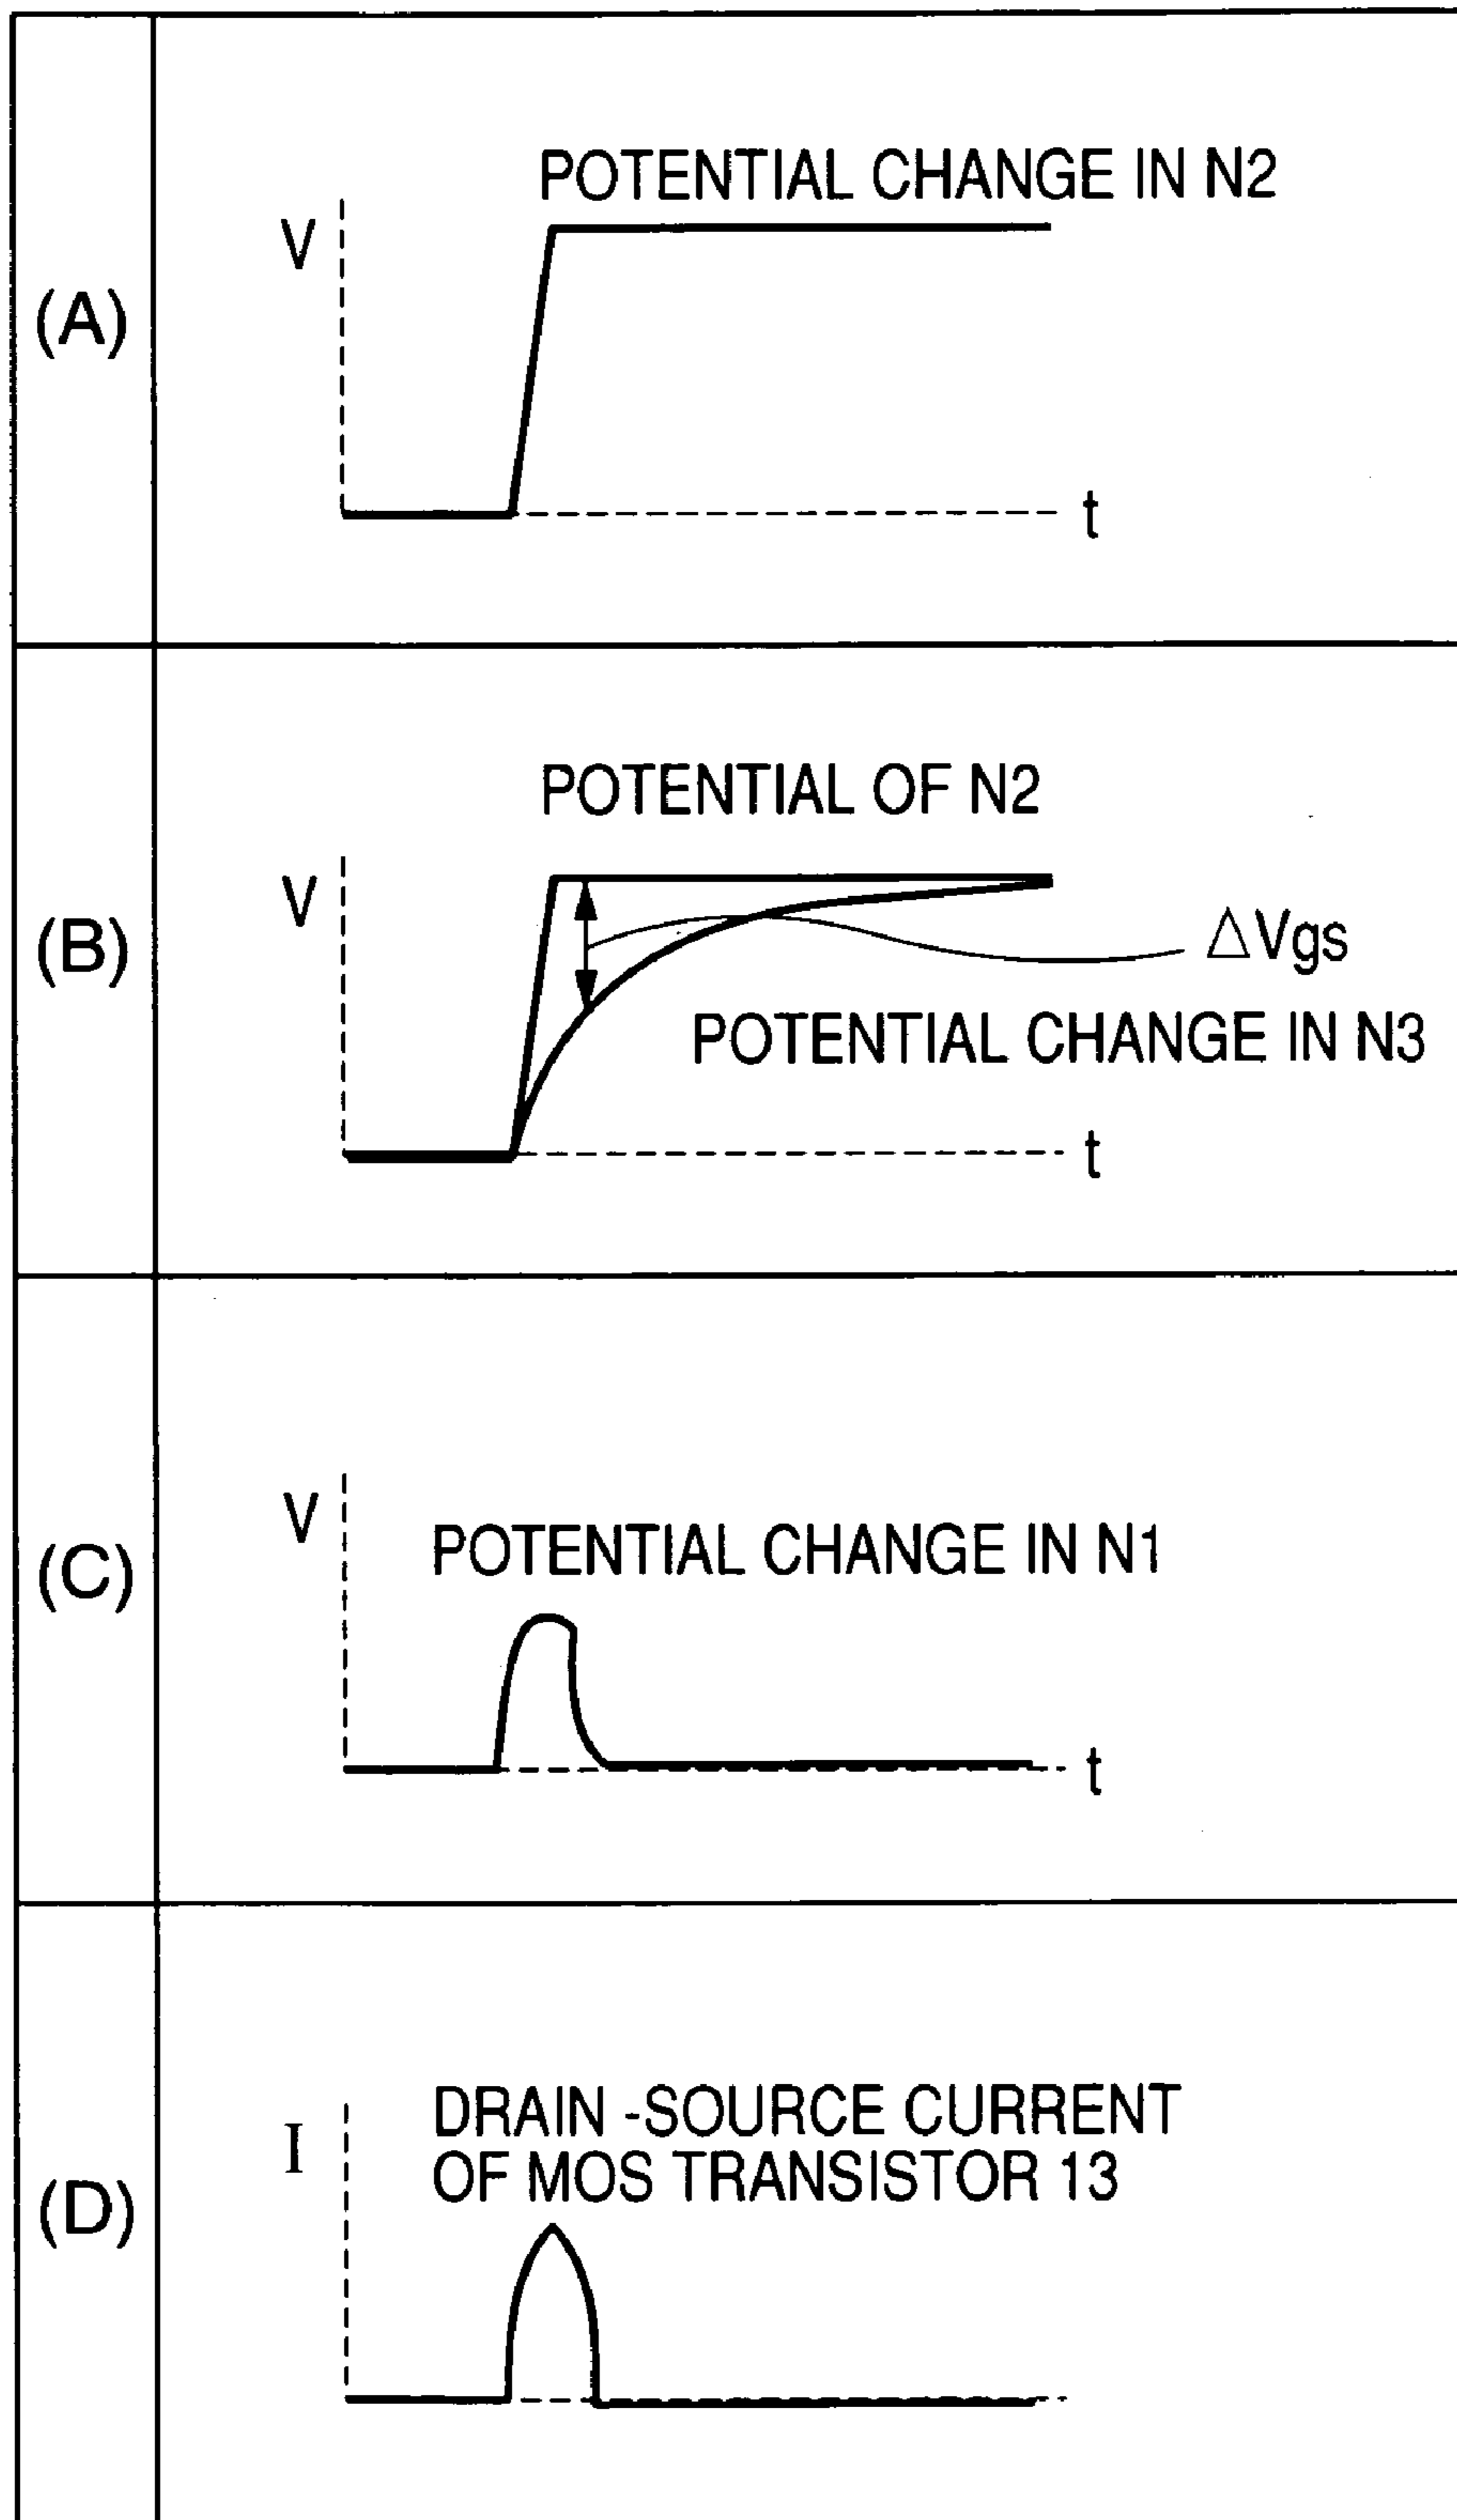 (A)
POTENTIAL CHANGE IN N2
V
t
(B)
POTENTIAL OF N2
V
△Vgs
POTENTIAL CHANGE IN N3
t
(C)
V
POTENTIAL CHANGE IN N1
t
(D)
I
DRAIN -SOURCE CURRENT
OF MOS TRANSISTOR 13